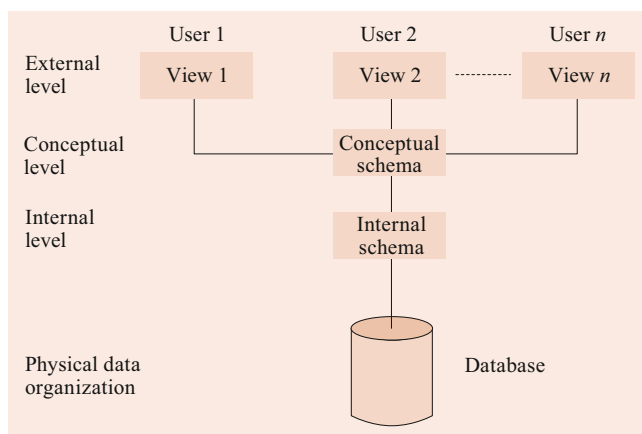 User 1
User 2
User n
External
level
View 1
View 2
View n
Conceptual
level
Conceptual
schema
Internal
level
Internal
schema
Physical data
organization
Database